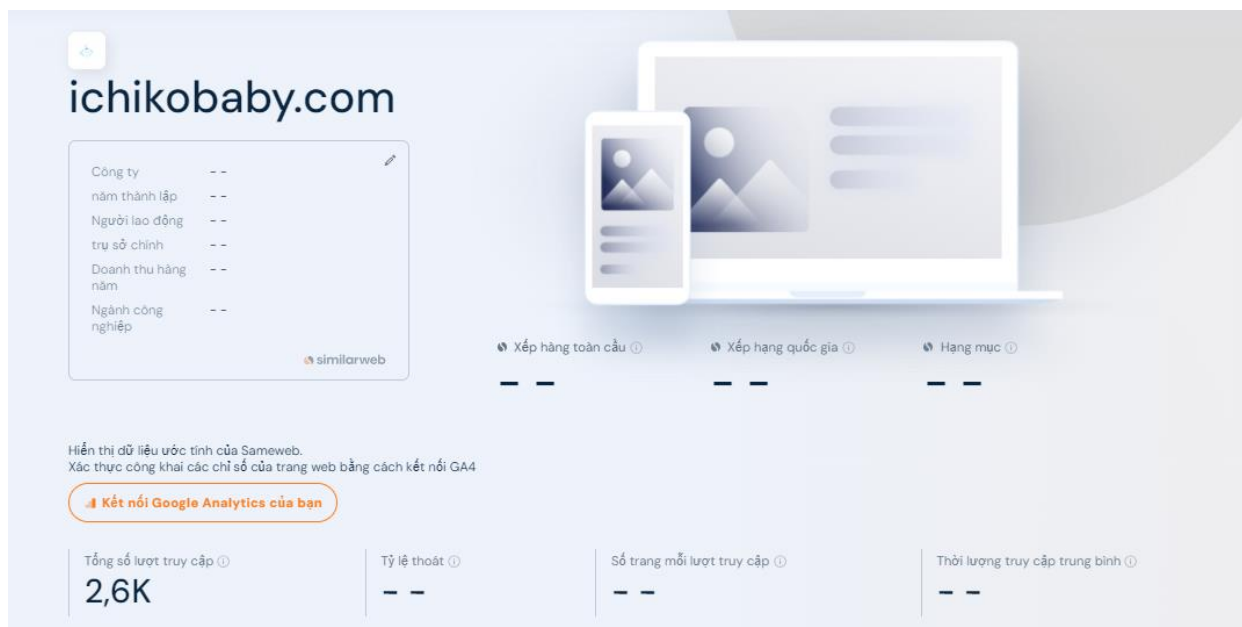 ichikobaby.com
Công ty - -
năm thành lập - -
Người lao động - -
trụ sở chính - -
Doanh thu hàng - -
năm
Ngành công - -
nghiệp
similarweb
Xếp hàng toàn cầu
Xếp hạng quốc gia
Hạng mục
- -
- -
- -
Hiển thị dữ liệu ước tính của Sameweb.
Xác thực công khai các chỉ số của trang web bằng cách kết nối GA4
Kết nối Google Analytics của bạn
Tổng số lượt truy cập
2,6K
Tỷ lệ thoát
- -
Số trang mỗi lượt truy cập
- -
Thời lượng truy cập trung bình
- -